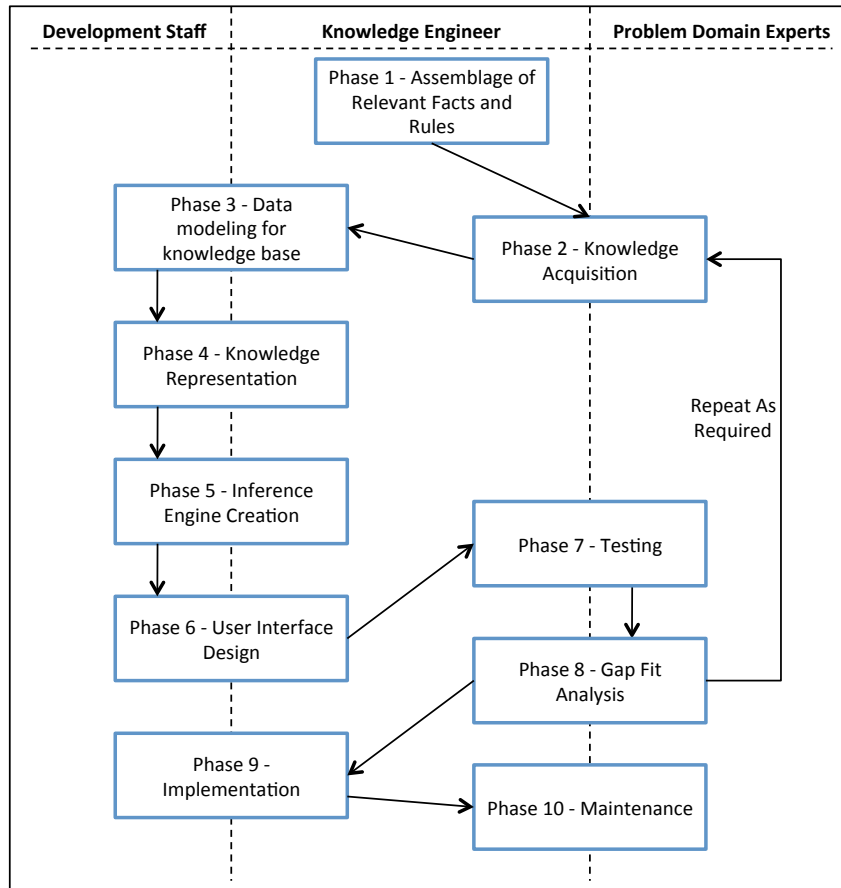 Development Staff
Knowledge Engineer
Problem Domain Experts
Phase 1 - Assemblage of
Relevant Facts and
Rules
Phase 3 - Data
modeling for
knowledge base
Phase 2 - Knowledge
Acquisition
Phase 4 - Knowledge
Representation
Repeat As
Required
Phase 5 - Inference
Engine Creation
Phase 7 - Testing
Phase 6 - User Interface
Design
Phase 8 - Gap Fit
Analysis
Phase 9 -
Implementation
Phase 10 - Maintenance